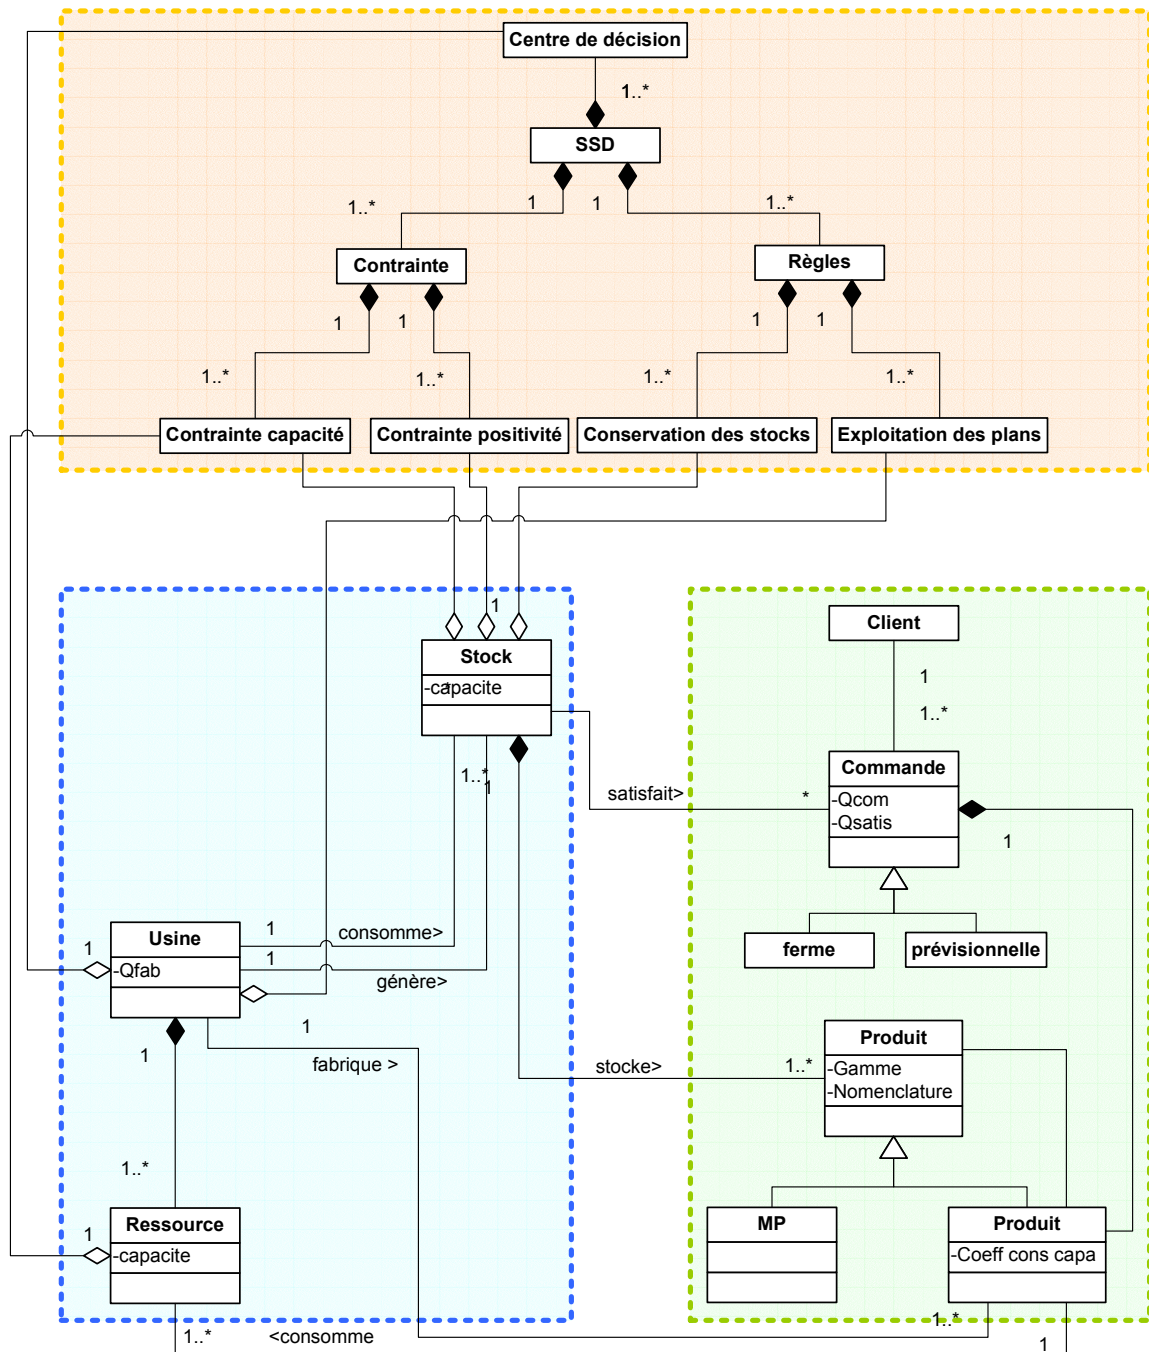 Centre de décision
1..*
SSD
1
1
1..*
1..*
Contrainte
Règles
1
1
1
1
1..*
1..*
1..*
1..*
Contrainte capacité
Contrainte positivité
Conservation des stocks
Exploitation des plans
1
Stock
-capacite
1..*
1
Client
1
1..*
Commande
-Qcom
-Qsatis
satisfait>
*
1
ferme
prévisionnelle
1
Usine
-Qfab
1
consomme>
1
génère>
1
fabrique >
1
stocke>
1..*
Produit
-Gamme
-Nomenclature
1..*
1
Ressource
-capacite
MP
Produit
-Coeff cons capa
1..*
<consomme
1..*
1